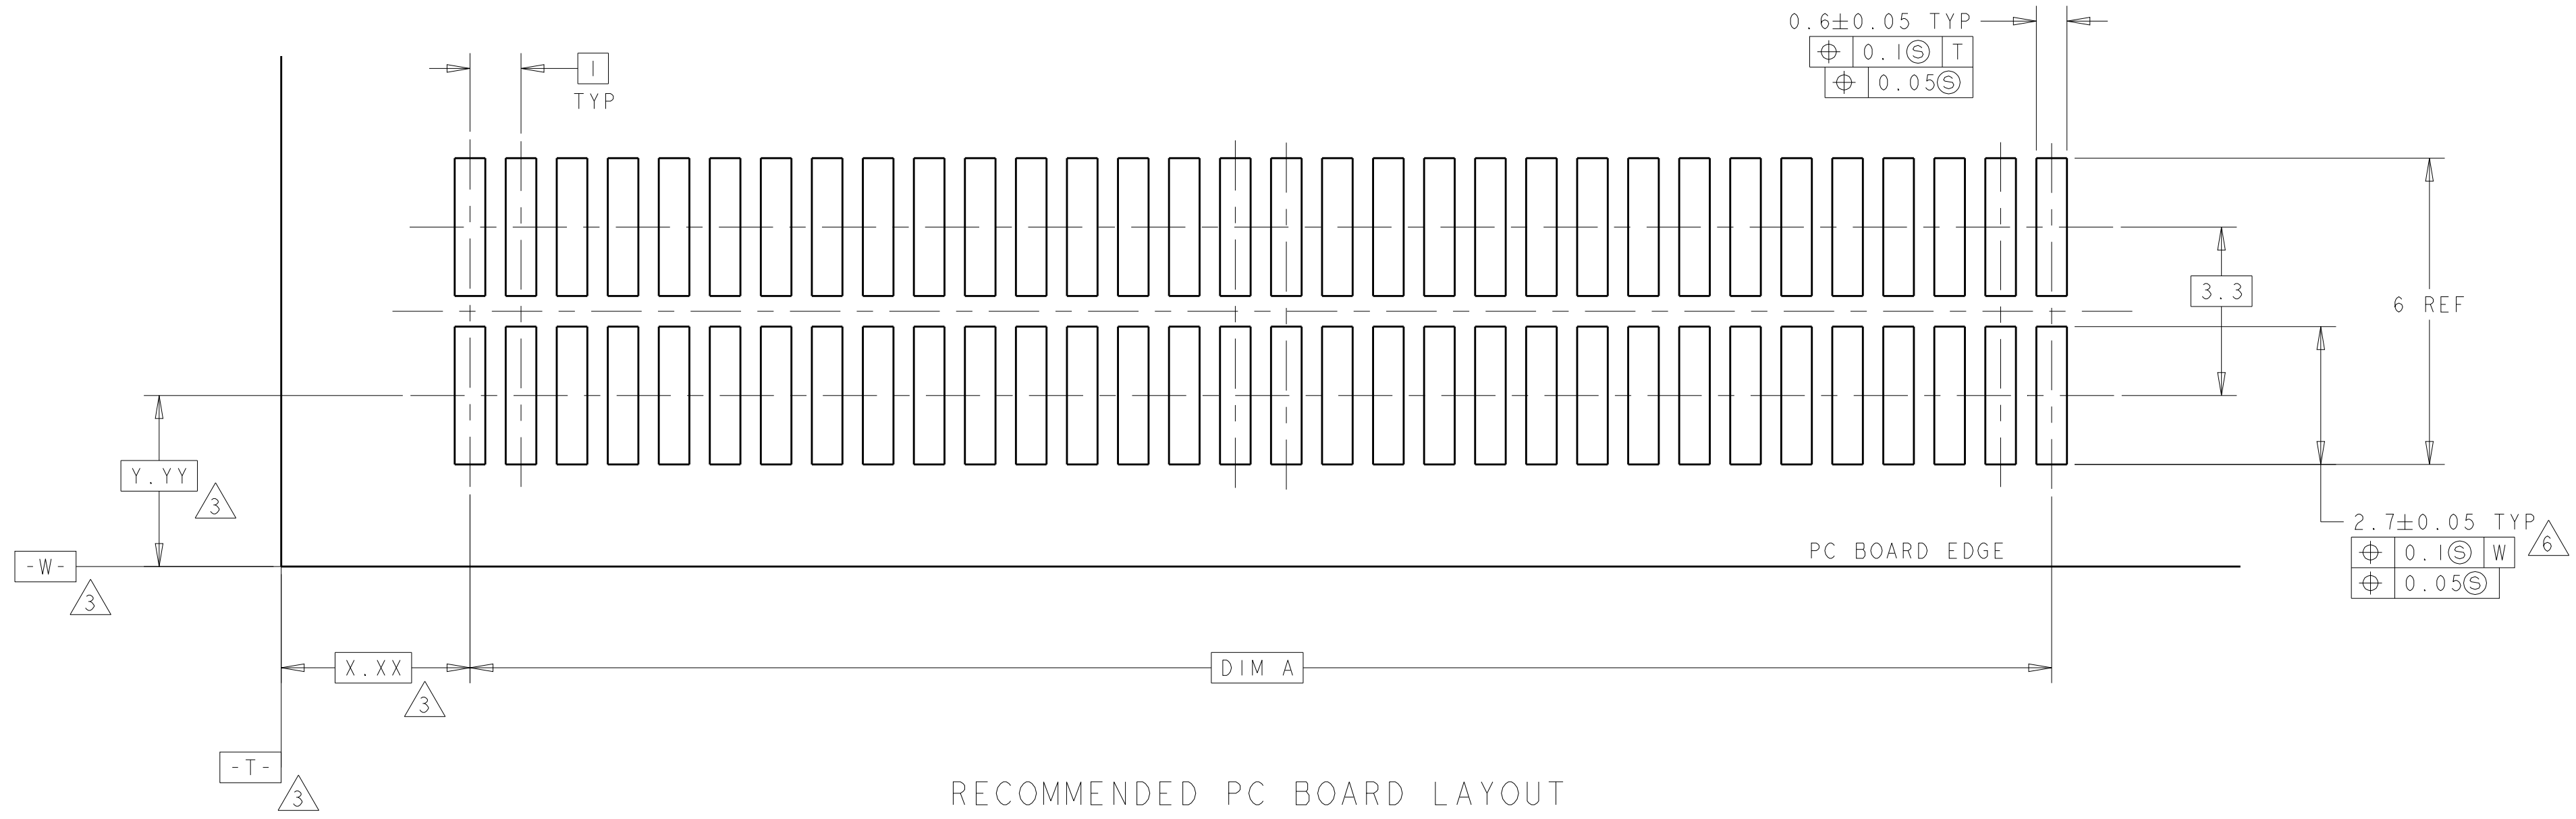 0.6±0.05 TYP
⌖ 0.1Ⓢ T
⌖ 0.05Ⓢ
1
TYP
3.3
6 REF
Y.YY
3
2.7±0.05 TYP
6
⌖ 0.1Ⓢ W
⌖ 0.05Ⓢ
PC BOARD EDGE
-W-
3
X.XX
3
DIM A
-T-
3
RECOMMENDED PC BOARD LAYOUT